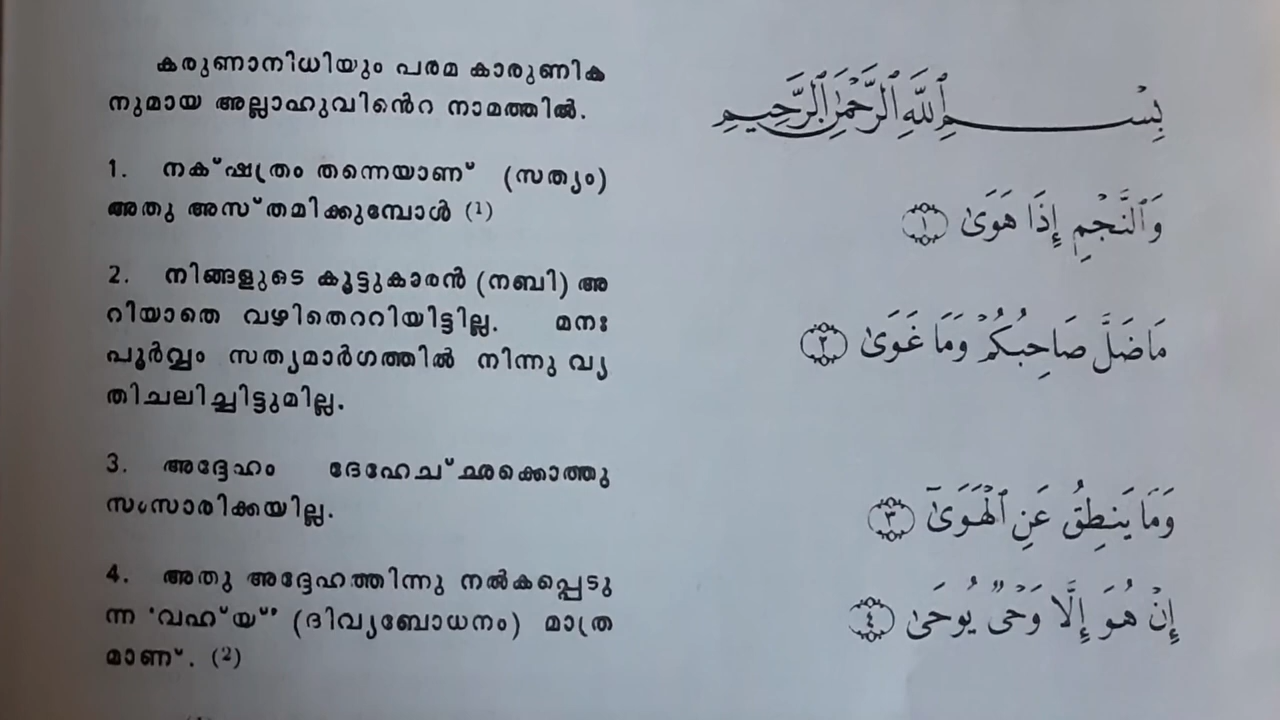 കരുണാനിധിയും പരമ കാരുണിക
നുമായ അല്ലാഹുവിൻെറ നാമത്തിൽ.
1. നക്ഷത്രം തന്നെയാണ് (സത്യം)
അതു അസ്തമിക്കുമ്പോൾ (1)
2. നിങ്ങളുടെ കൂട്ടുകാരൻ (നബി) അ
റിയാതെ വഴിതെററിയിട്ടില്ല. മനഃ
പൂർവ്വം സത്യമാർഗത്തിൽ നിന്നു വ്യ
തിചലിച്ചിട്ടുമില്ല.
3. അദ്ദേഹം ദേഹേച്ഛക്കൊത്തു
സംസാരിക്കയില്ല.
4. അതു അദ്ദേഹത്തിന്നു നൽകപ്പെടു
ന്ന 'വഹ്‌യ്' (ദിവ്യബോധനം) മാത്ര
മാണ്. (2)
بِسْمِ ٱللَّهِ ٱلرَّحْمَٰنِ ٱلرَّحِيمِ
وَٱلنَّجْمِ إِذَا هَوَىٰ ١
مَا ضَلَّ صَاحِبُكُمْ وَمَا غَوَىٰ ٢
وَمَا يَنطِقُ عَنِ ٱلْهَوَىٰٓ ٣
إِنْ هُوَ إِلَّا وَحْىٌ يُوحَىٰ ٤